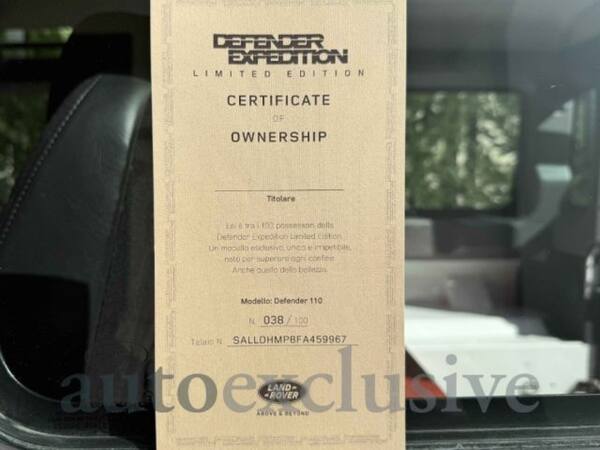 DEFENDER
EXPEDITION
LIMITED EDITION
CERTIFICATE
OF
OWNERSHIP
Titolare
Lei è tra i 100 possessori della
Defender Expedition Limited Edition.
Un modello esclusivo, unico e irripetibile,
nato per superare ogni confine.
Anche quello della bellezza.
Modello: Defender 110
N. 038 / 100
Telaio N. SALLDHMP8FA459967
autoexclusive
LAND ROVER
ABOVE & BEYOND